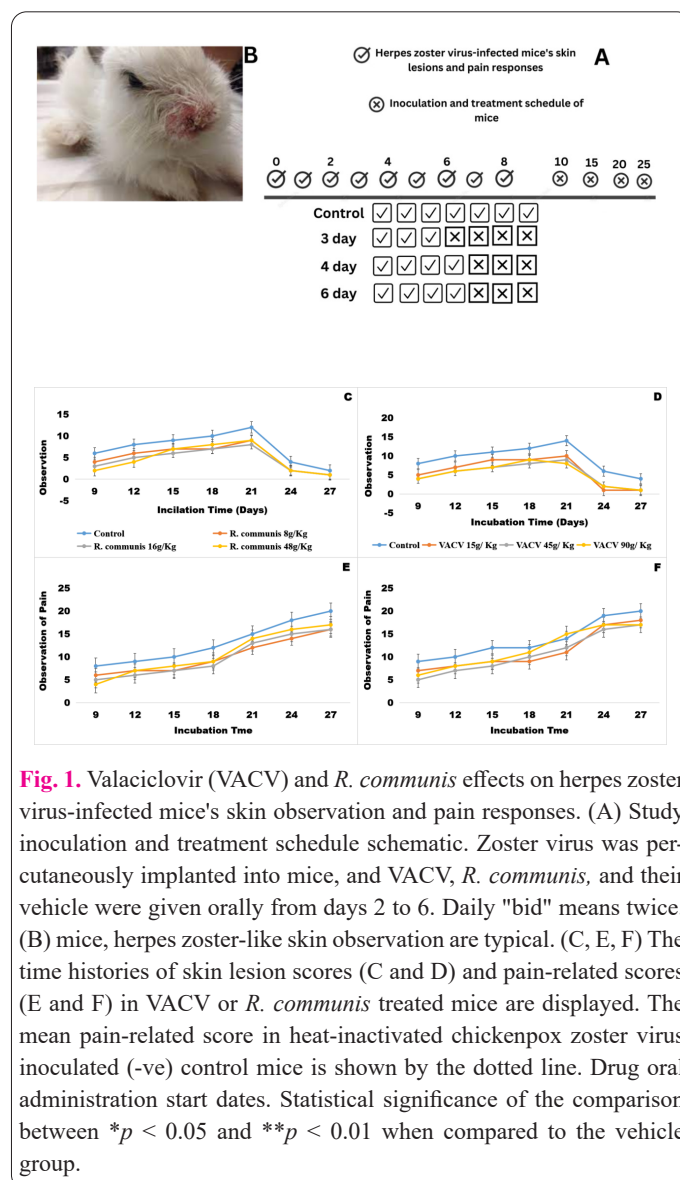 B
Herpes zoster virus-infected mice's skin
lesions and pain responses
A
Inoculation and treatment schedule of
mice
0 2 4 6 8 10 15 20 25
Control
3 day
4 day
6 day
C
15
10
5
0
-5
Observtion
9 12 15 18 21 24 27
Incilation Time (Days)
Control
R. communis 8g/Kg
R. communis 16g/Kg
R. communis 48g/Kg
D
20
15
10
5
0
-5
Observation
9 12 15 18 21 24 27
Incubation Time (Days)
Control VACV 15g/ Kg VACV 45g/ Kg VACV 90g/ Kg
E
25
20
15
10
5
0
Observation of Pain
9 12 15 18 21 24 27
Incubation Tme
F
25
20
15
10
5
0
Observation of Pain
9 12 15 18 21 24 27
Incubation Time
Fig. 1. Valaciclovir (VACV) and R. communis effects on herpes zoster
virus-infected mice's skin observation and pain responses. (A) Study
inoculation and treatment schedule schematic. Zoster virus was per-
cutaneously implanted into mice, and VACV, R. communis, and their
vehicle were given orally from days 2 to 6. Daily "bid" means twice.
(B) mice, herpes zoster-like skin observation are typical. (C, E, F) The
time histories of skin lesion scores (C and D) and pain-related scores
(E and F) in VACV or R. communis treated mice are displayed. The
mean pain-related score in heat-inactivated chickenpox zoster virus
inoculated (-ve) control mice is shown by the dotted line. Drug oral
administration start dates. Statistical significance of the comparison
between *p < 0.05 and **p < 0.01 when compared to the vehicle
group.